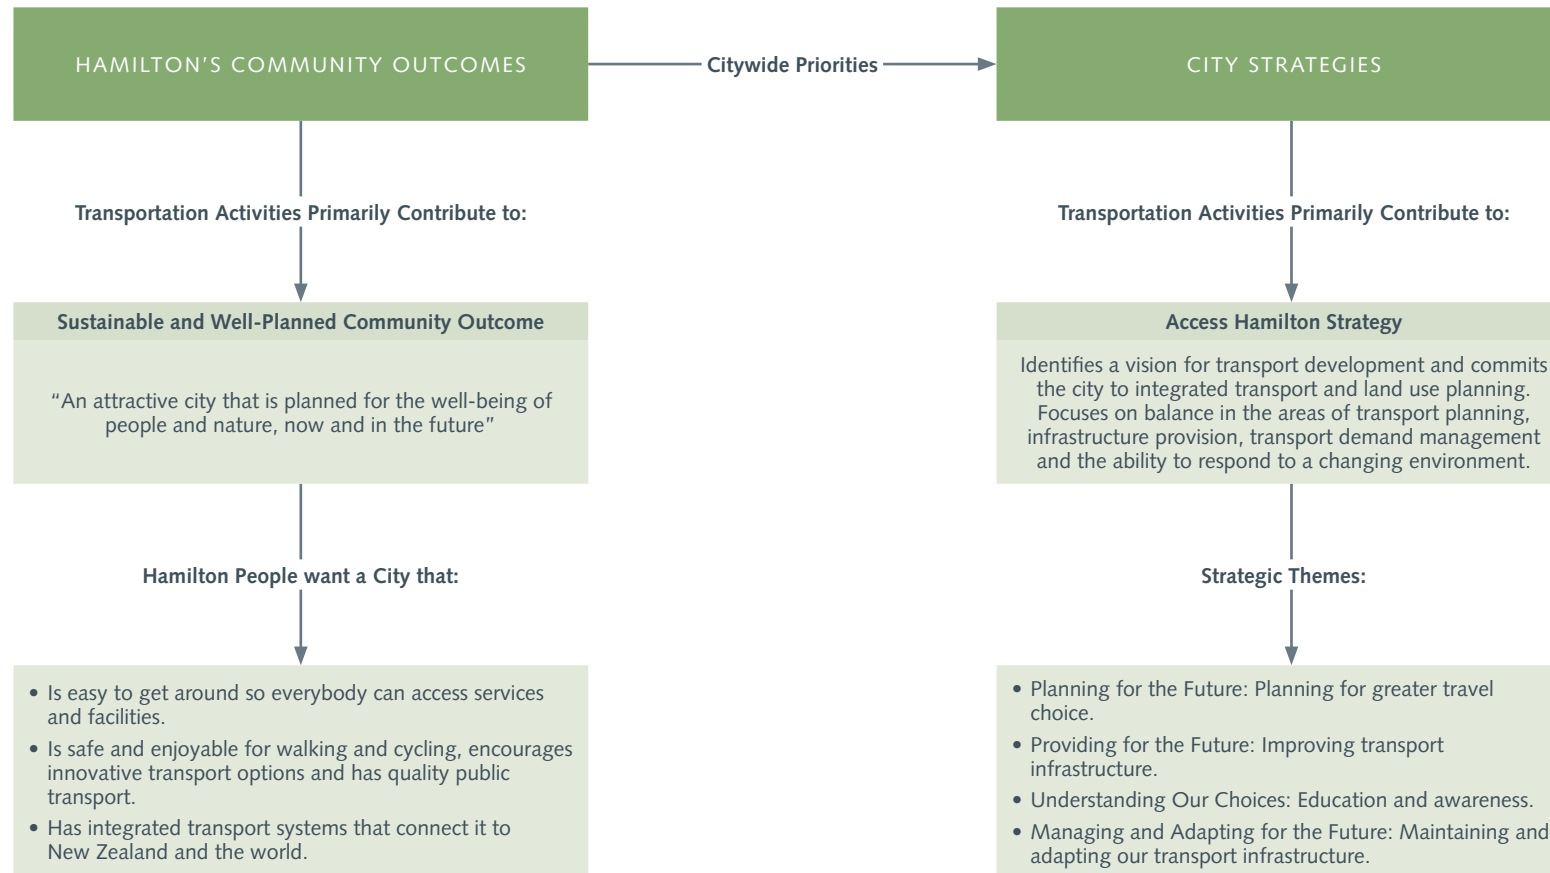 HAMILTON'S COMMUNITY OUTCOMES
Citywide Priorities
CITY STRATEGIES
Transportation Activities Primarily Contribute to:
Sustainable and Well-Planned Community Outcome
“An attractive city that is planned for the well-being of
people and nature, now and in the future”
Hamilton People want a City that:
• Is easy to get around so everybody can access services
and facilities.
• Is safe and enjoyable for walking and cycling, encourages
innovative transport options and has quality public
transport.
• Has integrated transport systems that connect it to
New Zealand and the world.
Transportation Activities Primarily Contribute to:
Access Hamilton Strategy
Identifies a vision for transport development and commits
the city to integrated transport and land use planning.
Focuses on balance in the areas of transport planning,
infrastructure provision, transport demand management
and the ability to respond to a changing environment.
Strategic Themes:
• Planning for the Future: Planning for greater travel
choice.
• Providing for the Future: Improving transport
infrastructure.
• Understanding Our Choices: Education and awareness.
• Managing and Adapting for the Future: Maintaining and
adapting our transport infrastructure.